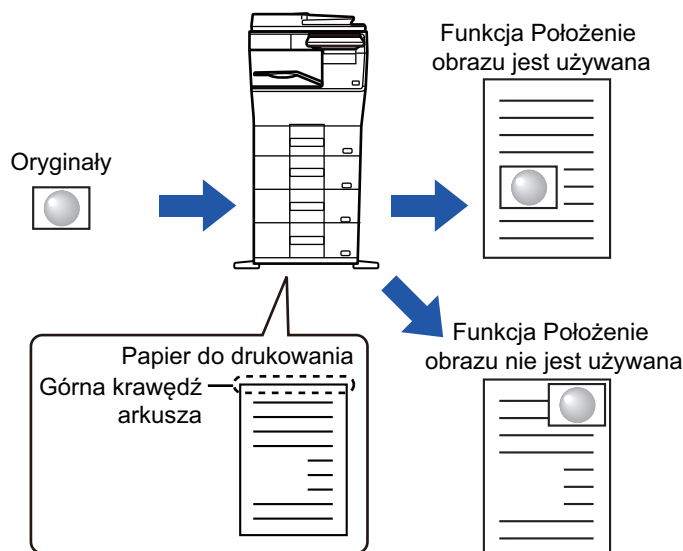 Funkcja Położenie
obrazu jest używana
Oryginały
Papier do drukowania
Górna krawędź
arkusza
Funkcja Położenie
obrazu nie jest używana